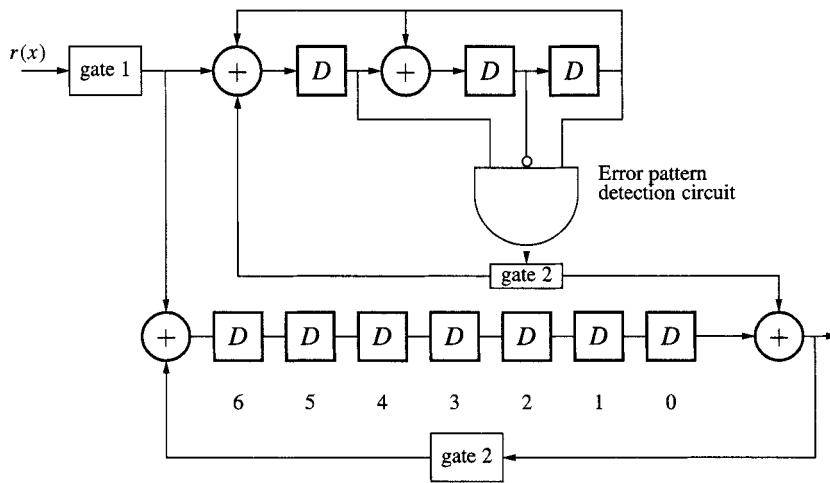 r(x)
gate 1
+
D
+
D
D
Error pattern
detection circuit
gate 2
+
D
D
D
D
D
D
D
+
6
5
4
3
2
1
0
gate 2